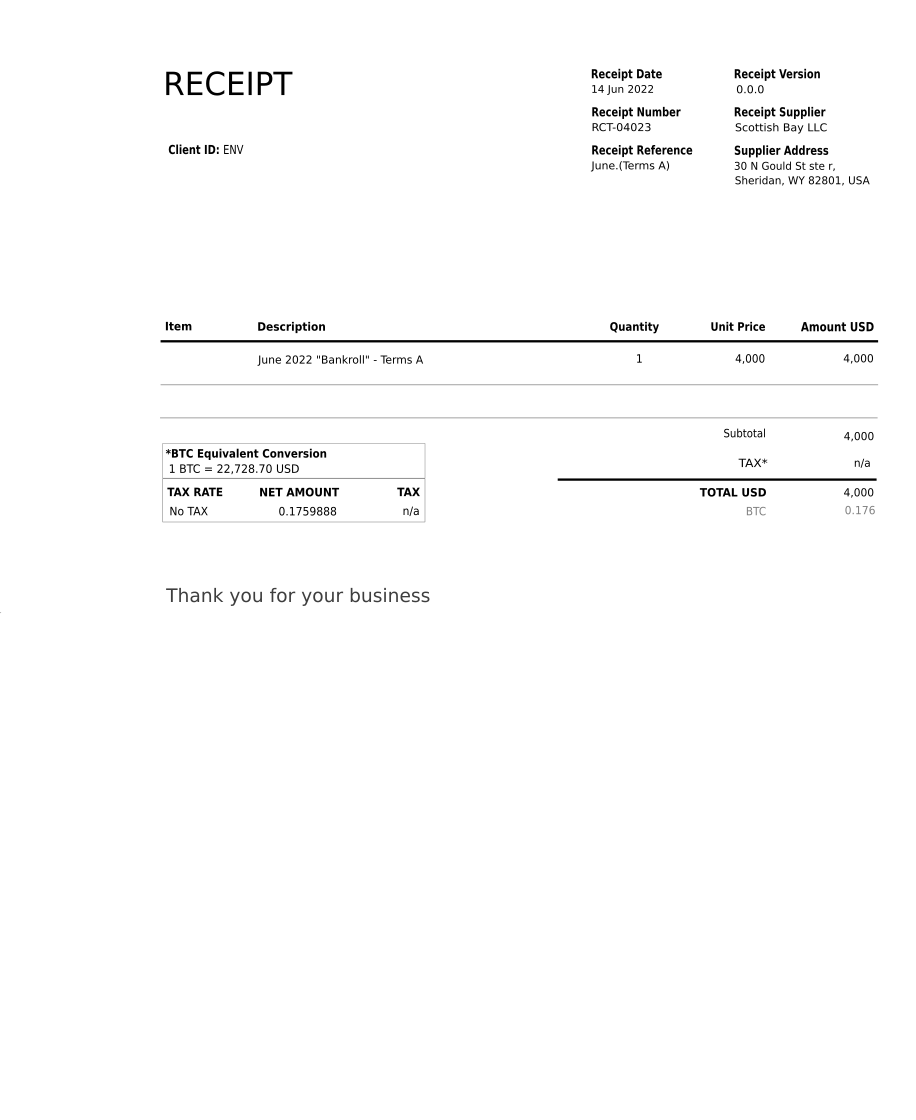 RECEIPT
Client ID: ENV
Receipt Date
14 Jun 2022
Receipt Number
RCT-04023
Receipt Reference
June.(Terms A)
Receipt Version
0.0.0
Receipt Supplier
Scottish Bay LLC
Supplier Address
30 N Gould St ste r,
Sheridan, WY 82801, USA
Item Description Quantity Unit Price Amount USD
June 2022 "Bankroll" - Terms A 1 4,000 4,000
Subtotal 4,000
TAX* n/a
TOTAL USD 4,000
BTC 0.176
*BTC Equivalent Conversion
1 BTC = 22,728.70 USD
TAX RATE NET AMOUNT TAX
No TAX 0.1759888 n/a
Thank you for your business